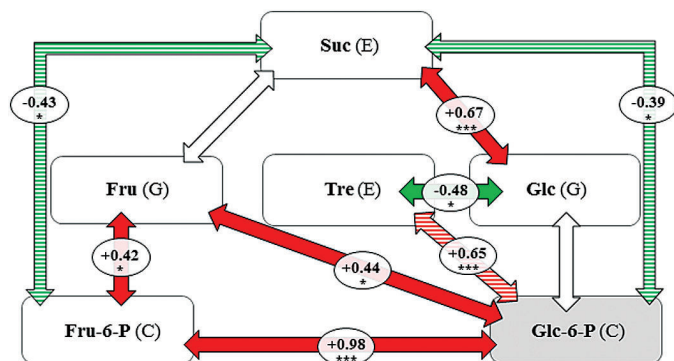 Suc (E)
-0.43
*
+0.67
***
-0.39
*
Fru (G)
Tre (E)
-0.48
*
Glc (G)
+0.42
*
+0.44
*
+0.65
***
Fru-6-P (C)
+0.98
***
Glc-6-P (C)